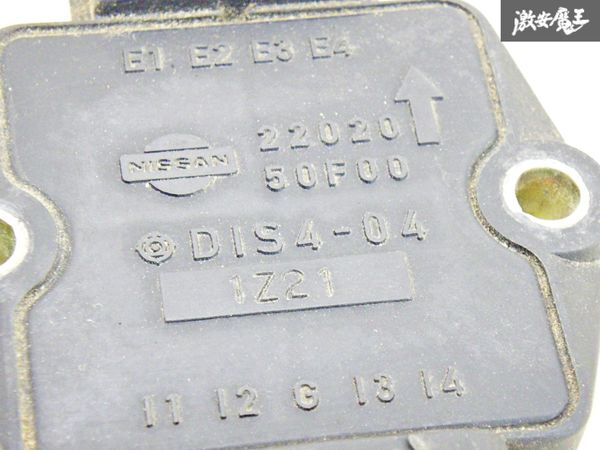 激安魔王
E1 E2 E3 E4
NISSAN
22020
50F00
DIS4-04
1Z21
I1 I2 G I3 I4